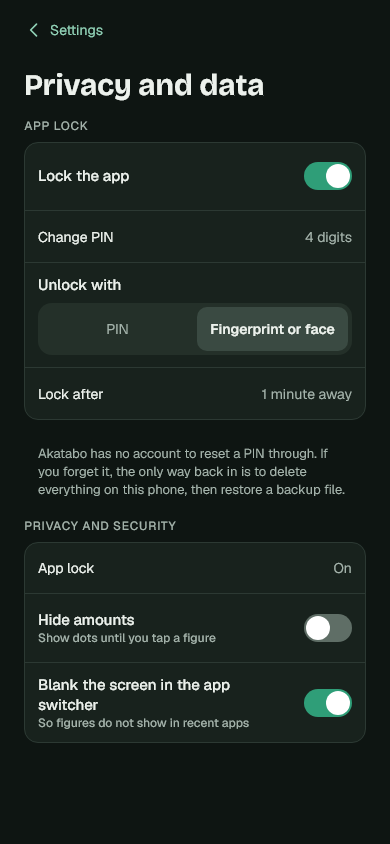 Settings
Privacy and data
APP LOCK
Lock the app
Change PIN
4 digits
Unlock with
PIN
Fingerprint or face
Lock after
1 minute away
Akatabo has no account to reset a PIN through. If
you forget it, the only way back in is to delete
everything on this phone, then restore a backup file.
PRIVACY AND SECURITY
App lock
On
Hide amounts
Show dots until you tap a figure
Blank the screen in the app
switcher
So figures do not show in recent apps